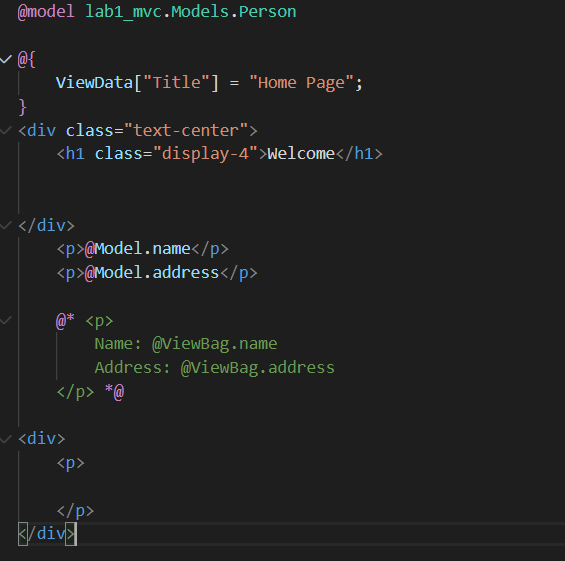 @model lab1_mvc.Models.Person
@{
ViewData["Title"] = "Home Page";
}
<div class="text-center">
<h1 class="display-4">Welcome</h1>
</div>
<p>@Model.name</p>
<p>@Model.address</p>
@* <p>
Name: @ViewBag.name
Address: @ViewBag.address
</p> *@
<div>
<p>
</p>
</div>